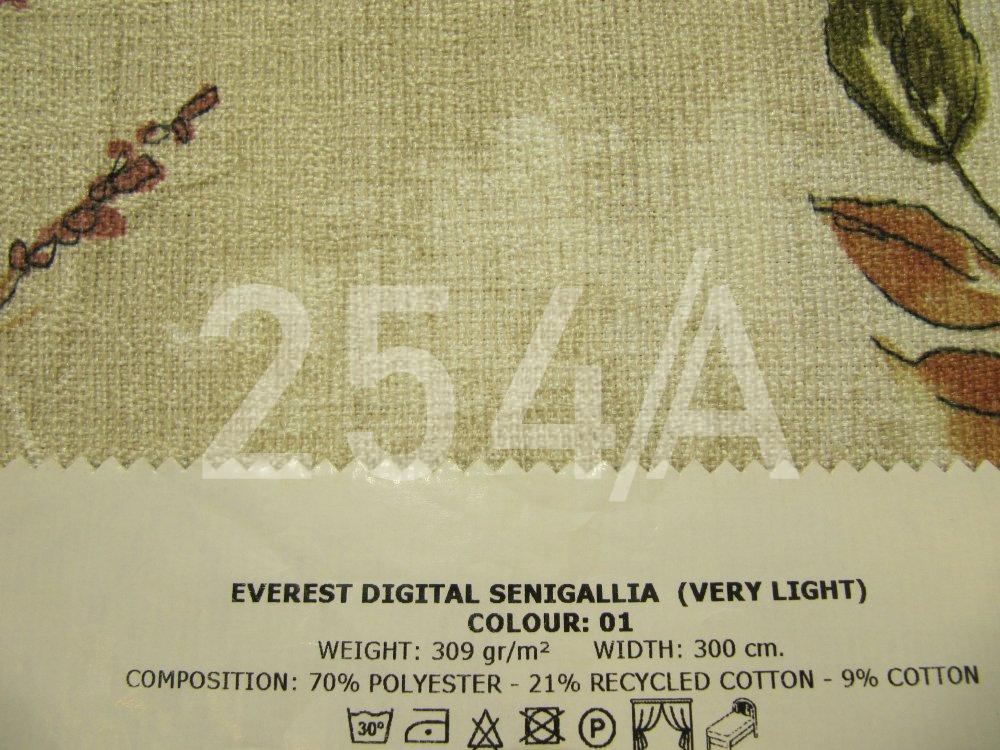 254/A
EVEREST DIGITAL SENIGALLIA (VERY LIGHT)
COLOUR: 01
WEIGHT: 309 gr/m² WIDTH: 300 cm.
COMPOSITION: 70% POLYESTER - 21% RECYCLED COTTON - 9% COTTON
30° P